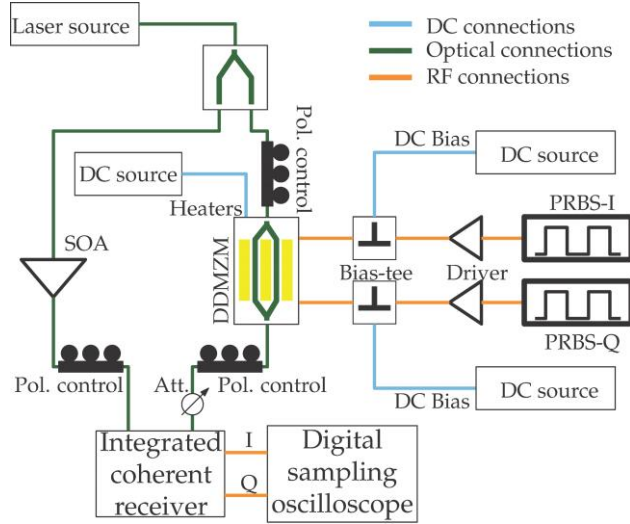 Laser source
DC connections
Optical connections
RF connections
Pol. control
DC Bias
DC source
DC source
Heaters
PRBS-I
SOA
DDMZM
Bias-tee
Driver
PRBS-Q
Pol. control
Att.
Pol. control
DC Bias
DC source
Integrated
coherent
receiver
I
Q
Digital
sampling
oscilloscope